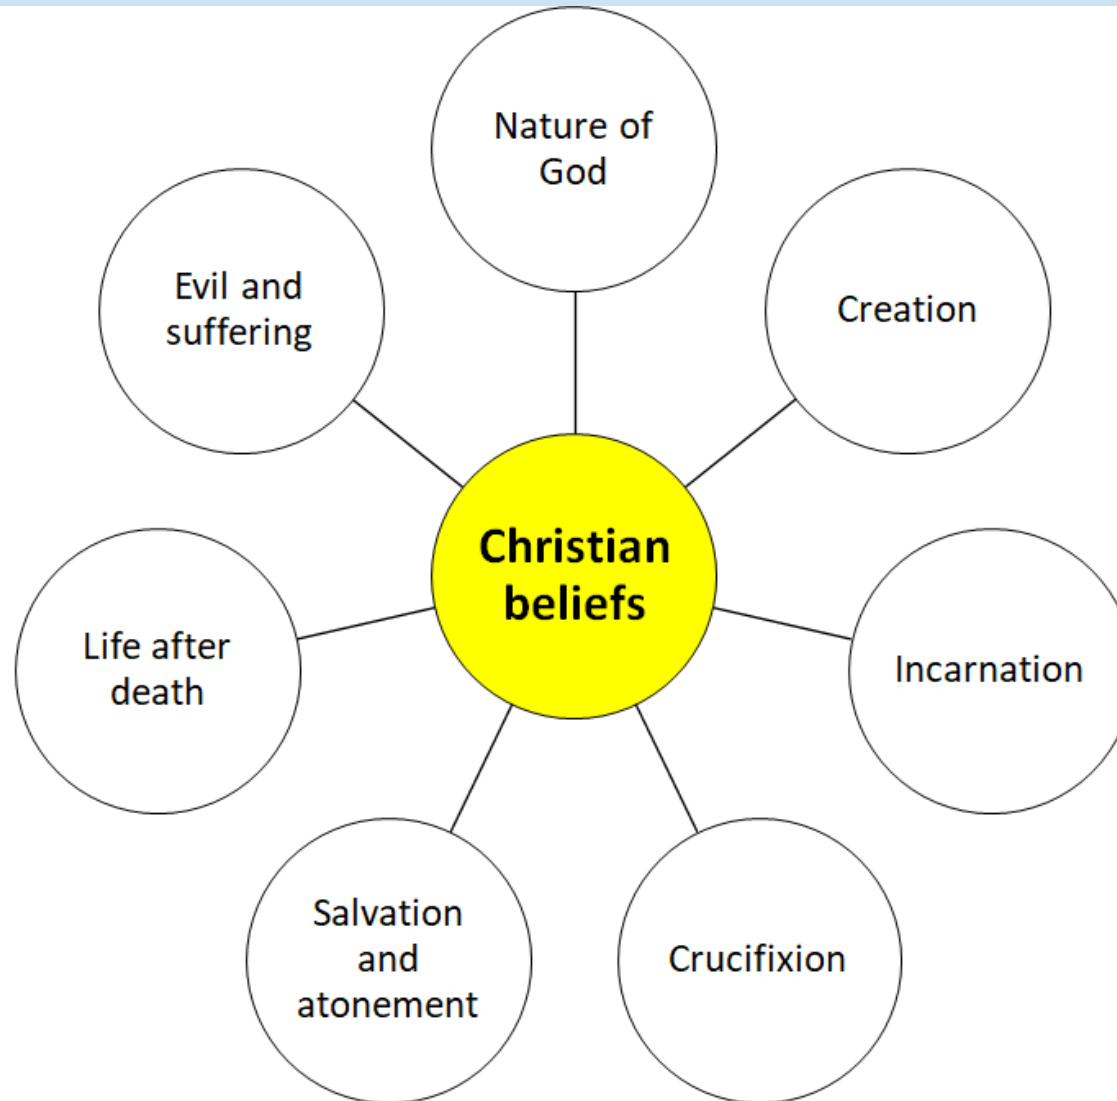 Nature of
God
Creation
Incarnation
Crucifixion
Salvation
and
atonement
Life after
death
Evil and
suffering
Christian
beliefs